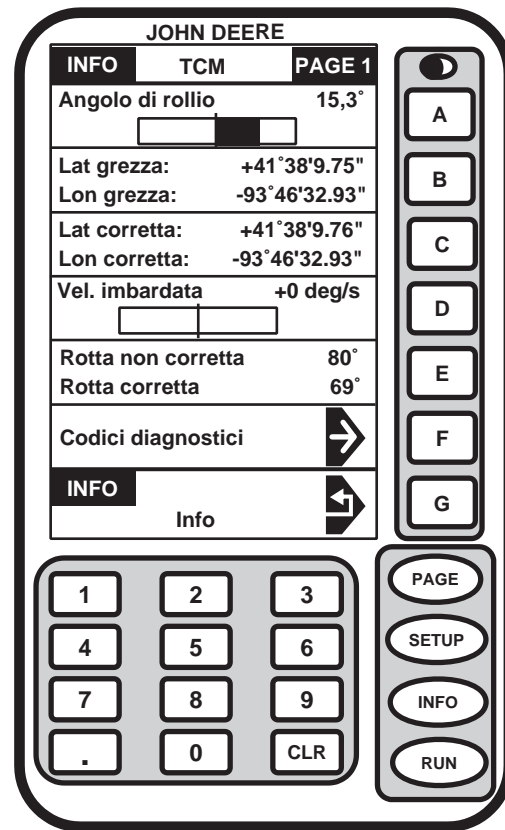 JOHN DEERE
INFO TCM PAGE 1
Angolo di rollio 15,3°
Lat grezza: +41°38'9.75"
Lon grezza: -93°46'32.93"
Lat corretta: +41°38'9.76"
Lon corretta: -93°46'32.93"
Vel. imbardata +0 deg/s
Rotta non corretta 80°
Rotta corretta 69°
Codici diagnostici
INFO
Info
A
B
C
D
E
F
G
1 2 3
4 5 6
7 8 9
. 0 CLR
PAGE
SETUP
INFO
RUN